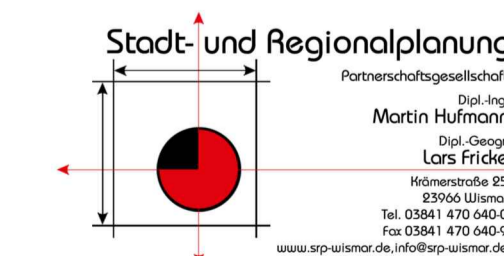 Stadt- und Regionalplanung
Partnerschaftsgesellschaft
Dipl.-Ing.
Martin Hufmann
Dipl.-Geogr.
Lars Fricke
Krämerstraße 25
23966 Wismar
Tel. 03841 470 640-0
Fax 03841 470 640-9
www.srp-wismar.de,info@srp-wismar.de